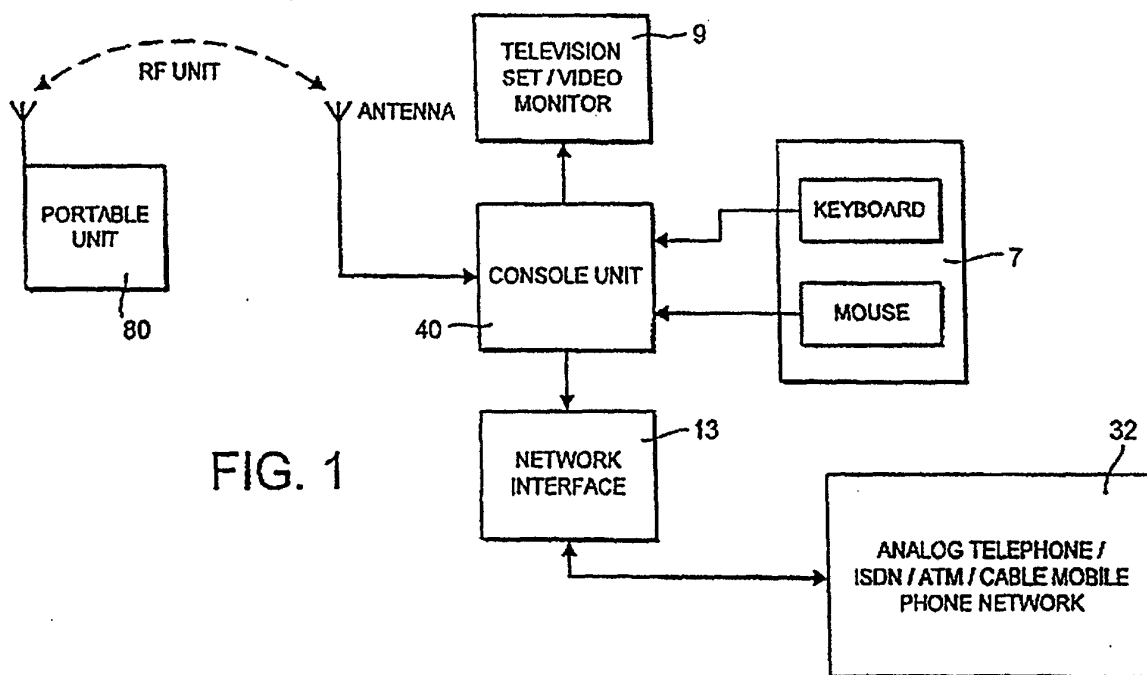 RF UNIT
ANTENNA
PORTABLE
UNIT
80
9
TELEVISION
SET / VIDEO
MONITOR
CONSOLE UNIT
40
KEYBOARD
MOUSE
7
FIG. 1
13
NETWORK
INTERFACE
32
ANALOG TELEPHONE /
ISDN / ATM / CABLE MOBILE
PHONE NETWORK